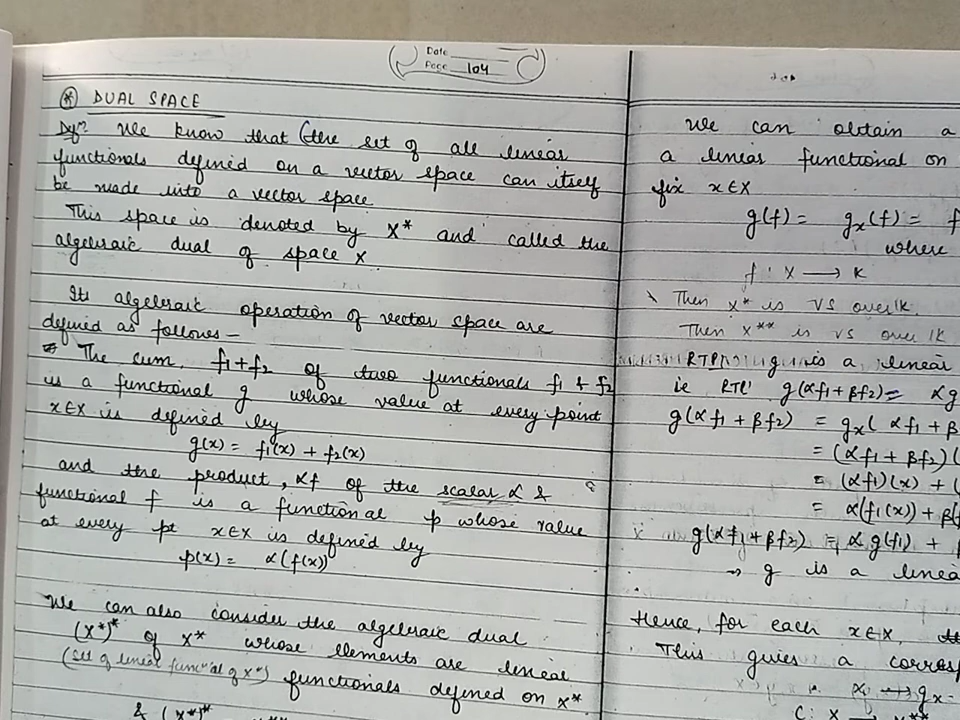 Date
Page 104
* DUAL SPACE
Defn We know that (the set of all linear
functionals defined on a vector space can itself
be made into a vector space
This space is denoted by X* and called the
algebraic dual of space X
Its algebraic operation of vector space are
defined as follows –
The sum, f1+f2 of two functionals f1 & f2
is a functional g whose value at every point
x∈X is defined by
g(x) = f1(x) + f2(x)
and the product, αf of the scalar α &
functional f is a functional p whose value
at every pt x∈X is defined by
p(x) = α(f(x))
We can also consider the algebraic dual
(X*)* of X* whose elements are linear
(set of linear functional of X*) functionals defined on X*
& (X*)*
We can obtain a
a linear functional on
fix x∈X
g(f) = gx(f) = f
where
f : X → K
Then X* is VS over K.
Then X** is VS over K
RTP g is a linear
ie RTP g(αf1+βf2) = αg
g(αf1 + βf2) = gx(αf1 + β
= (αf1 + βf2)(
= (αf1)(x) + (
= α(f1(x)) + β(f
g(αf1 + βf2) = αg(f1) +
→ g is a linea
Hence, for each x∈X,
This gives a corresp
x → gx =
C: X → X**